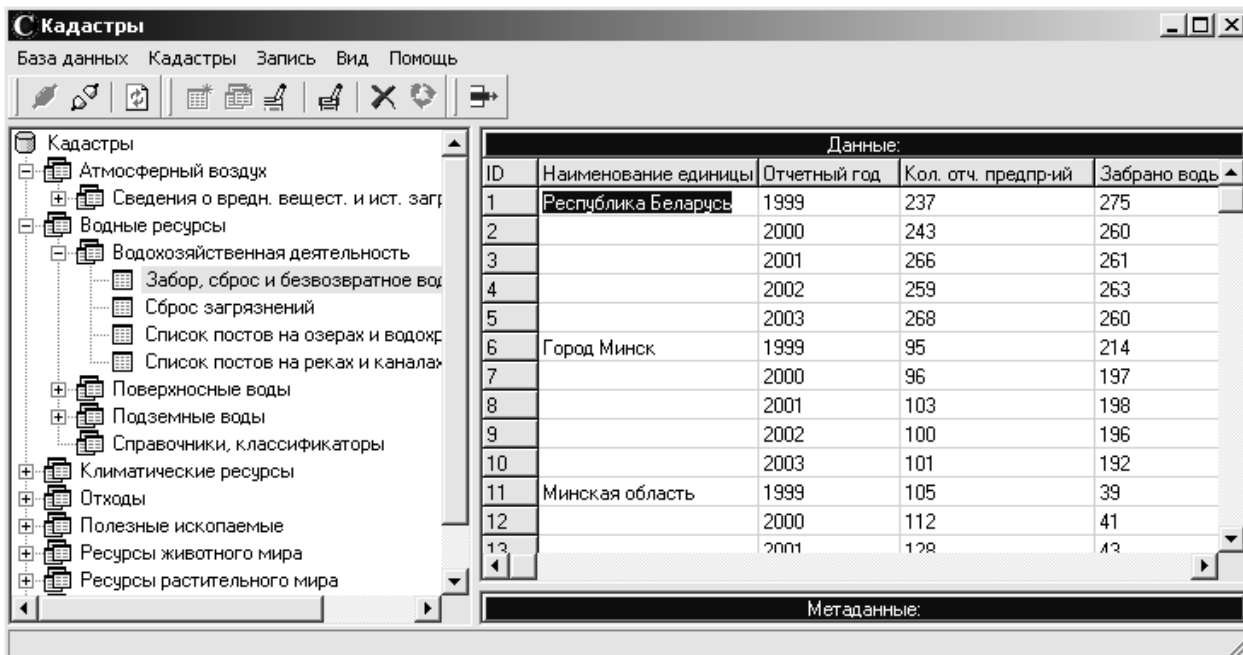 Кадастры
База данных Кадастры Запись Вид Помощь
Кадастры
Атмосферный воздух
Сведения о вредн. вещест. и ист. загр
Водные ресурсы
Водохозяйственная деятельность
Забор, сброс и безвозвратное вод
Сброс загрязнений
Список постов на озерах и водохр
Список постов на реках и каналах
Поверхносные воды
Подземные воды
Справочники, классификаторы
Климатические ресурсы
Отходы
Полезные ископаемые
Ресурсы животного мира
Ресурсы растительного мира
Данные:
ID Наименование единицы Отчетный год Кол. отч. предпр-ий Забрано воды
1 Республика Беларусь 1999 237 275
2 2000 243 260
3 2001 266 261
4 2002 259 263
5 2003 268 260
6 Город Минск 1999 95 214
7 2000 96 197
8 2001 103 198
9 2002 100 196
10 2003 101 192
11 Минская область 1999 105 39
12 2000 112 41
13 2001 128 43
Метаданные: